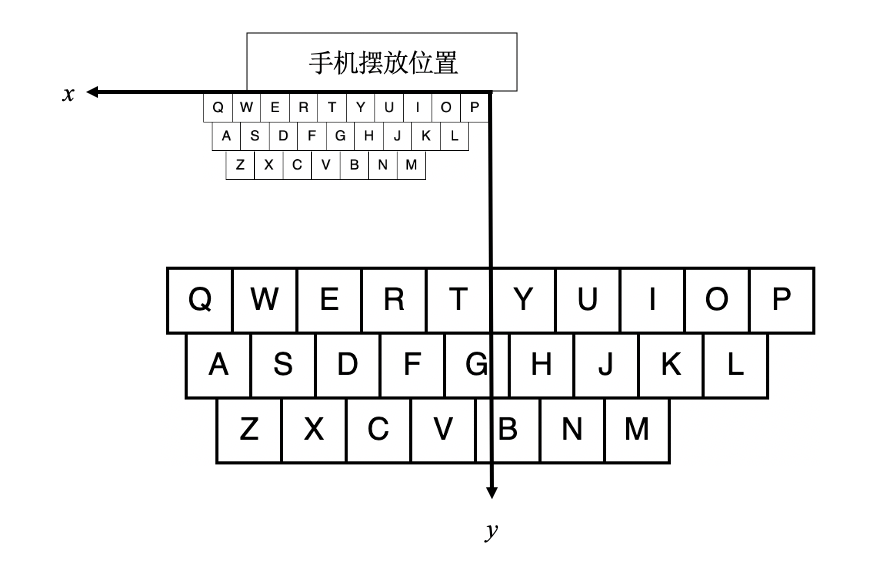 手机摆放位置
x
Q W E R T Y U I O P
A S D F G H J K L
Z X C V B N M
Q W E R T Y U I O P
A S D F G H J K L
Z X C V B N M
y